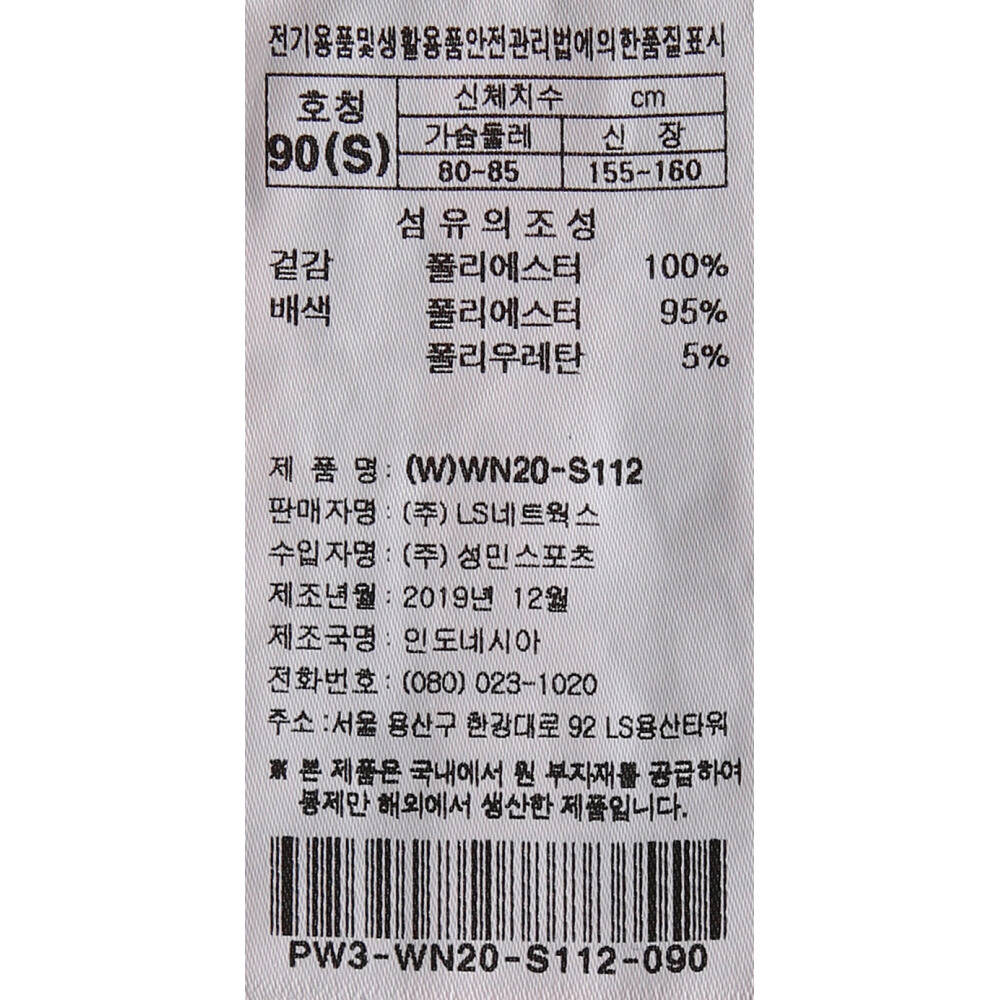 전기용품및생활용품안전관리법에의한품질표시
호칭 신체치수 cm
90(S) 가슴둘레 신 장
80-85 155-160
섬유의조성
겉감 폴리에스터 100%
배색 폴리에스터 95%
폴리우레탄 5%
제 품 명: (W)WN20-S112
판매자명: (주)LS네트웍스
수입자명: (주)성민스포츠
제조년월: 2019년 12월
제조국명: 인도네시아
전화번호: (080) 023-1020
주소 :서울 용산구 한강대로 92 LS용산타워
※ 본 제품은 국내에서 원 부자재를 공급하여
봉제만 해외에서 생산한 제품입니다.
PW3-WN20-S112-090